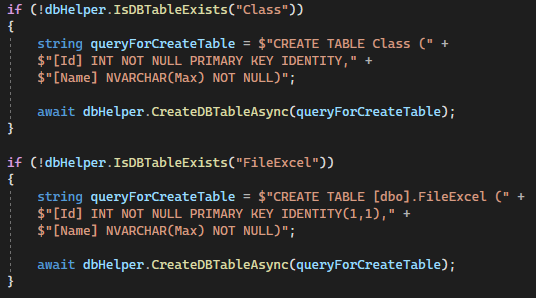 if (!dbHelper.IsDBTableExists("Class"))
{
string queryForCreateTable = $"CREATE TABLE Class (" +
$"[Id] INT NOT NULL PRIMARY KEY IDENTITY," +
$"[Name] NVARCHAR(Max) NOT NULL)";
await dbHelper.CreateDBTableAsync(queryForCreateTable);
}
if (!dbHelper.IsDBTableExists("FileExcel"))
{
string queryForCreateTable = $"CREATE TABLE [dbo].FileExcel (" +
$"[Id] INT NOT NULL PRIMARY KEY IDENTITY(1,1)," +
$"[Name] NVARCHAR(Max) NOT NULL)";
await dbHelper.CreateDBTableAsync(queryForCreateTable);
}